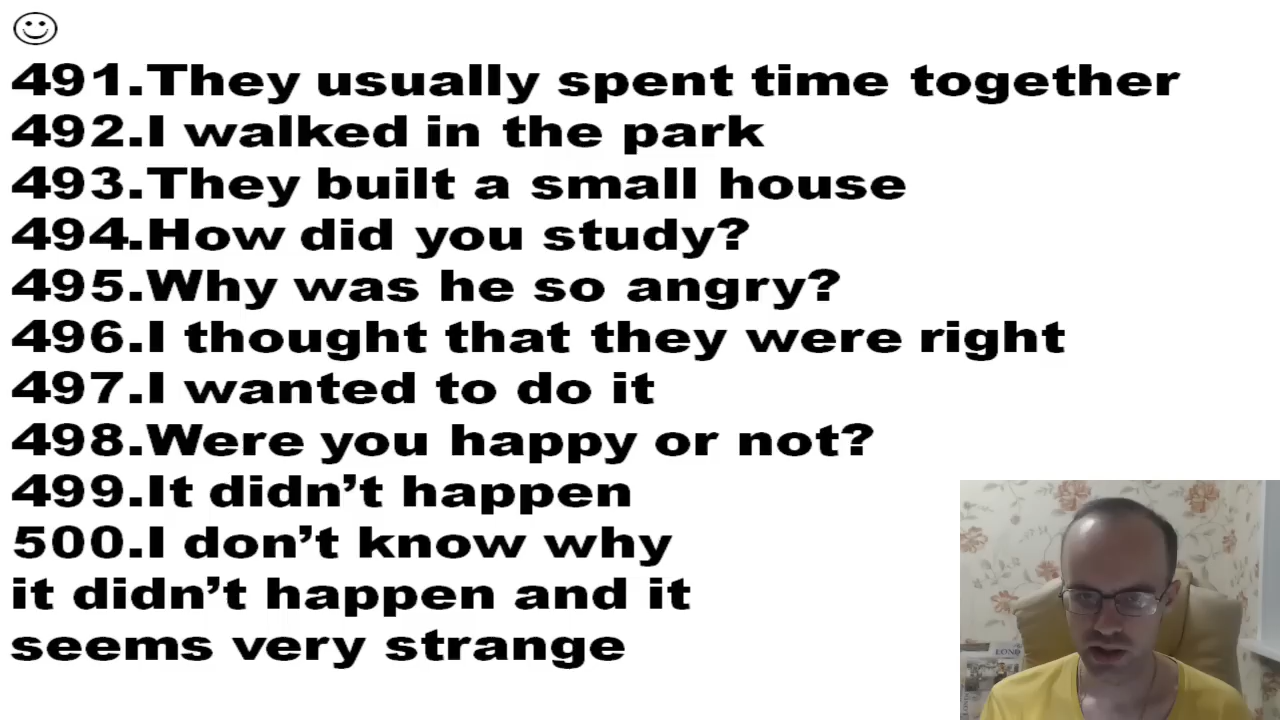 491.They usually spent time together
492.I walked in the park
493.They built a small house
494.How did you study?
495.Why was he so angry?
496.I thought that they were right
497.I wanted to do it
498.Were you happy or not?
499.It didn’t happen
500.I don’t know why
it didn’t happen and it
seems very strange